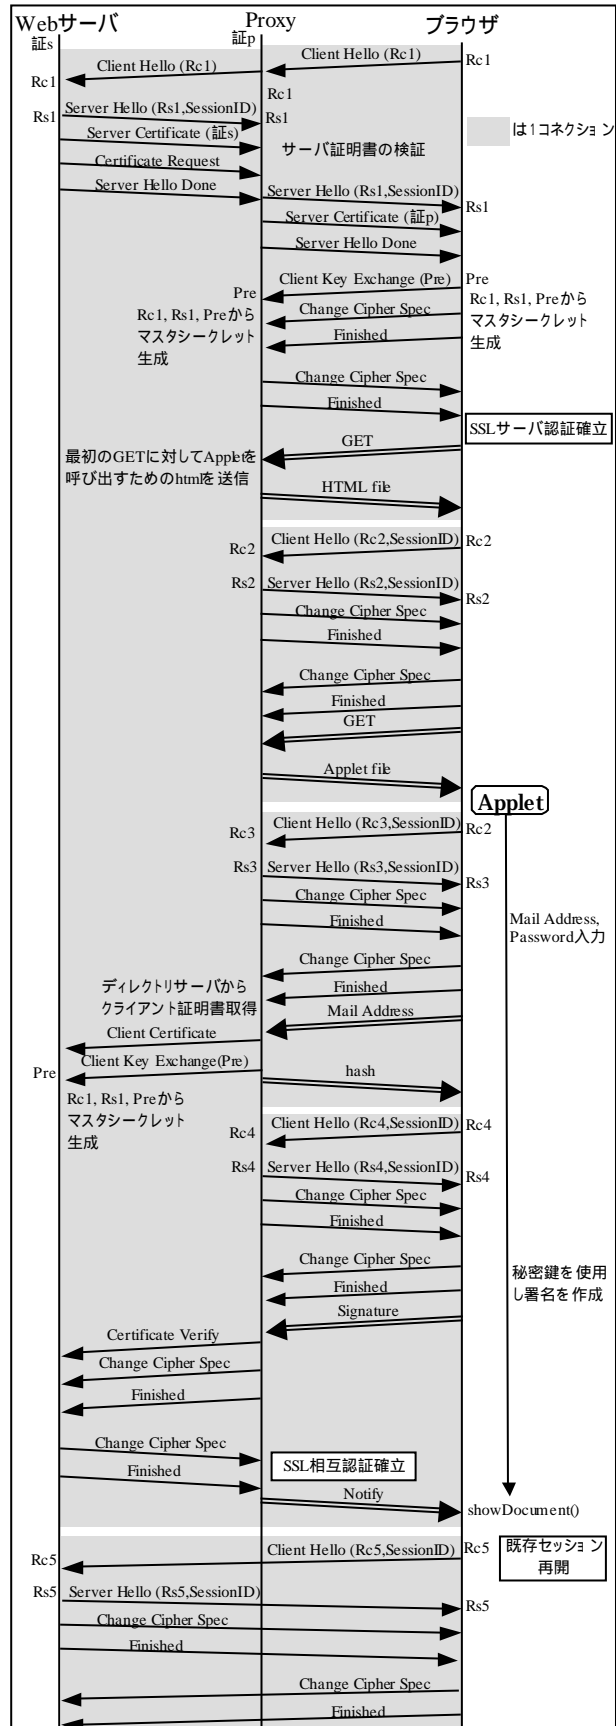 Webサーバ Proxy ブラウザ
証s 証p
Client Hello (Rc1)
Client Hello (Rc1)
Rc1
Rc1
Rc1
Server Hello (Rs1,SessionID)
Rs1
Rs1
Server Certificate (証s)
は1コネクション
サーバ証明書の検証
Certificate Request
Server Hello Done
Server Hello (Rs1,SessionID)
Rs1
Server Certificate (証p)
Server Hello Done
Client Key Exchange (Pre)
Pre
Pre
Rc1, Rs1, Preから
マスタシークレット
生成
Rc1, Rs1, Preから
マスタシークレット
生成
Change Cipher Spec
Finished
Change Cipher Spec
Finished
SSLサーバ認証確立
GET
最初のGETに対してAppletを
呼び出すためのhtmlを送信
HTML file
Client Hello (Rc2,SessionID)
Rc2
Rc2
Rs2
Server Hello (Rs2,SessionID)
Rs2
Change Cipher Spec
Finished
Change Cipher Spec
Finished
GET
Applet file
Applet
Client Hello (Rc3,SessionID)
Rc2
Rc3
Rs3
Server Hello (Rs3,SessionID)
Rs3
Change Cipher Spec
Finished
Mail Address,
Password入力
Change Cipher Spec
Finished
ディレクトリサーバから
クライアント証明書取得
Mail Address
Client Certificate
Client Key Exchange(Pre)
Pre
hash
Rc1, Rs1, Preから
マスタシークレット
生成
Client Hello (Rc4,SessionID)
Rc4
Rc4
Rs4
Server Hello (Rs4,SessionID)
Rs4
Change Cipher Spec
Finished
Change Cipher Spec
Finished
秘密鍵を使用
し署名を作成
Signature
Certificate Verify
Change Cipher Spec
Finished
Change Cipher Spec
Finished
SSL相互認証確立
Notify
showDocument()
Client Hello (Rc5,SessionID)
Rc5
既存セッション
再開
Rc5
Rs5
Server Hello (Rs5,SessionID)
Rs5
Change Cipher Spec
Finished
Change Cipher Spec
Finished